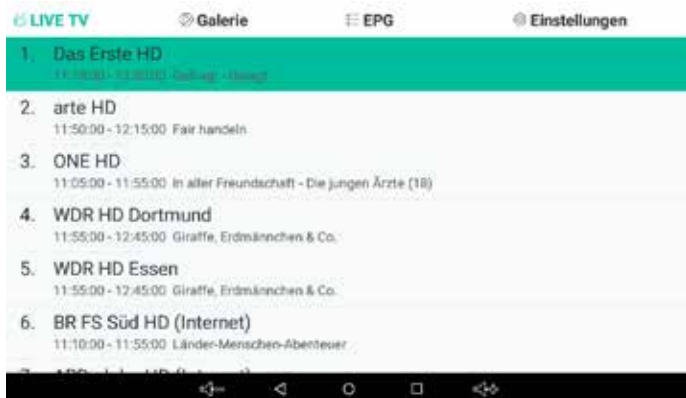 LIVE TV Galerie EPG Einstellungen
1. Das Erste HD
Gefragt - Gejagt
2. arte HD
11:50:00 - 12:15:00 Fair handeln
3. ONE HD
11:05:00 - 11:55:00 In aller Freundschaft - Die jungen Ärzte (18)
4. WDR HD Dortmund
11:55:00 - 12:45:00 Giraffe, Erdmännchen & Co.
5. WDR HD Essen
11:55:00 - 12:45:00 Giraffe, Erdmännchen & Co.
6. BR FS Süd HD (Internet)
11:10:00 - 11:55:00 Länder-Menschen-Abenteuer